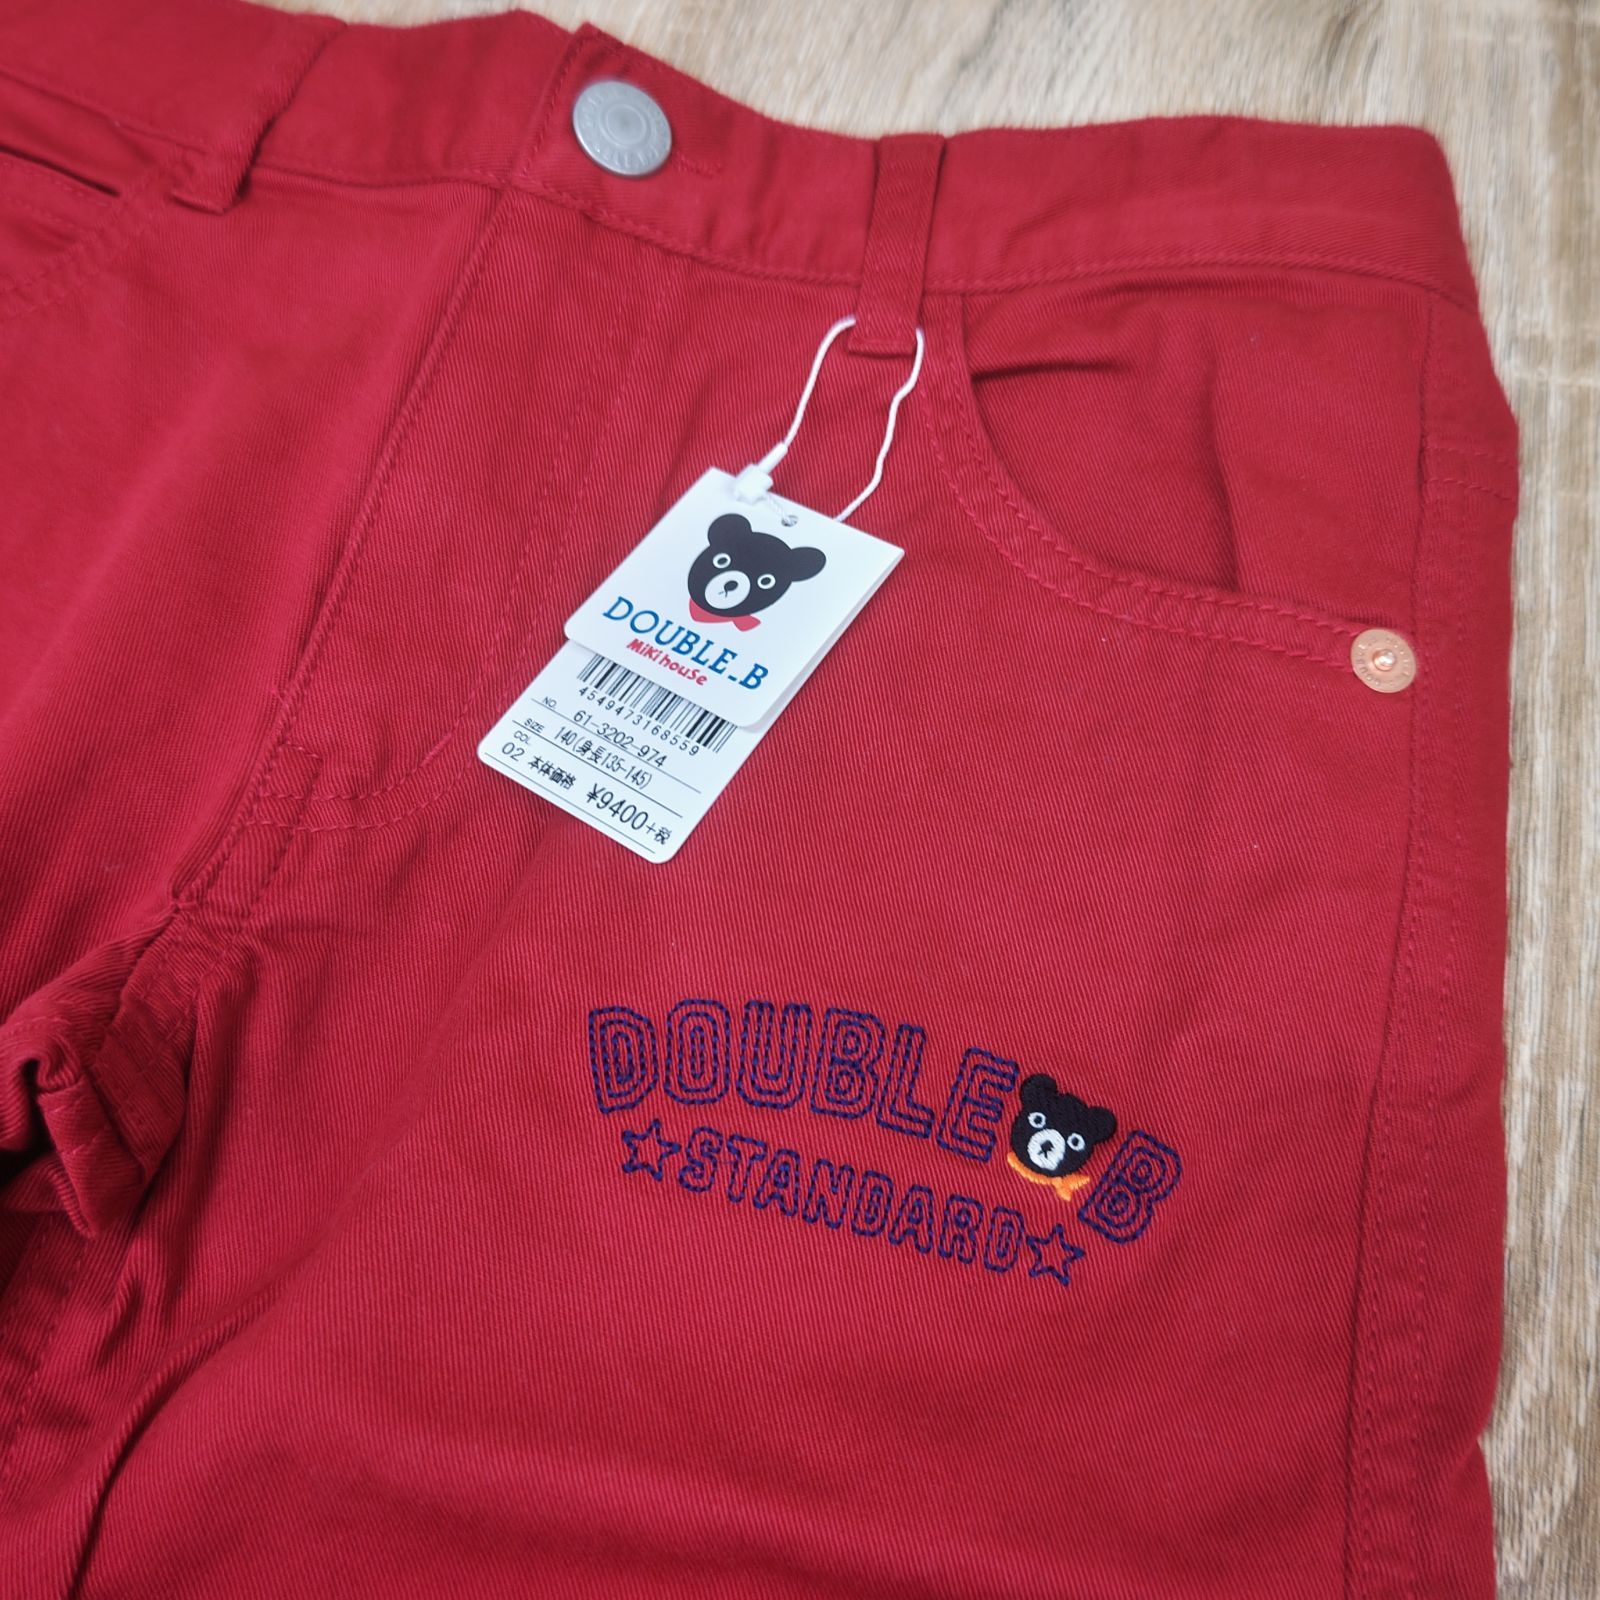 DOUBLE_B
MiKihouSe
4549473168559
NO. 61-3202-974
SIZE 140(身長135-145)
COL
02 本体価格 ¥9400+税
DOUBLE B
☆STANDARD☆